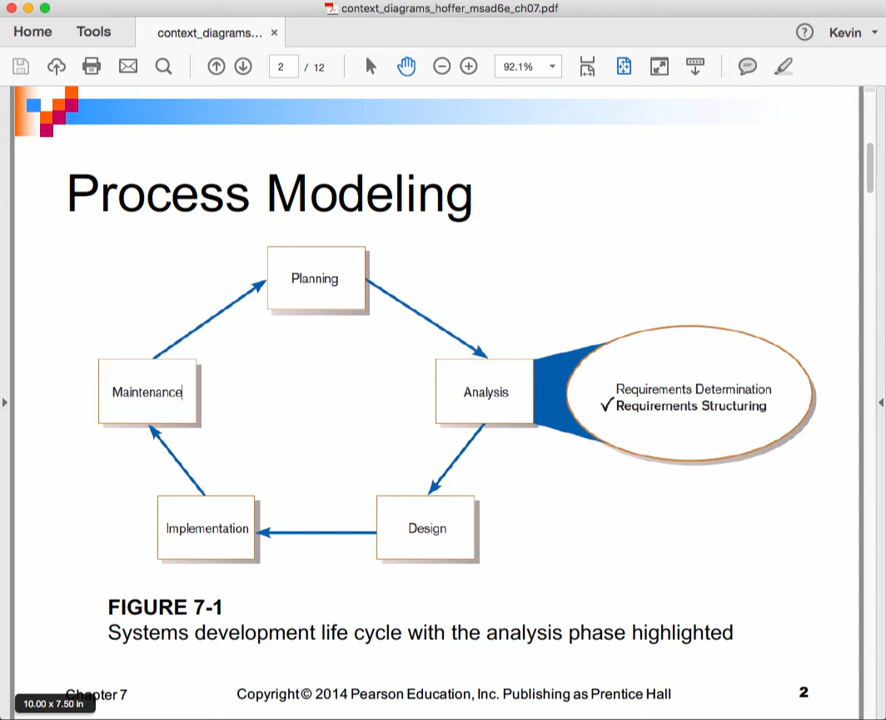 context_diagrams_hoffer_msad6e_ch07.pdf
Home Tools context_diagrams... × ? Kevin
2 / 12 92.1%
Process Modeling
Planning
Maintenance
Analysis
Requirements Determination
✓Requirements Structuring
Implementation
Design
FIGURE 7-1
Systems development life cycle with the analysis phase highlighted
Chapter 7 Copyright © 2014 Pearson Education, Inc. Publishing as Prentice Hall 2
10.00 x 7.50 in